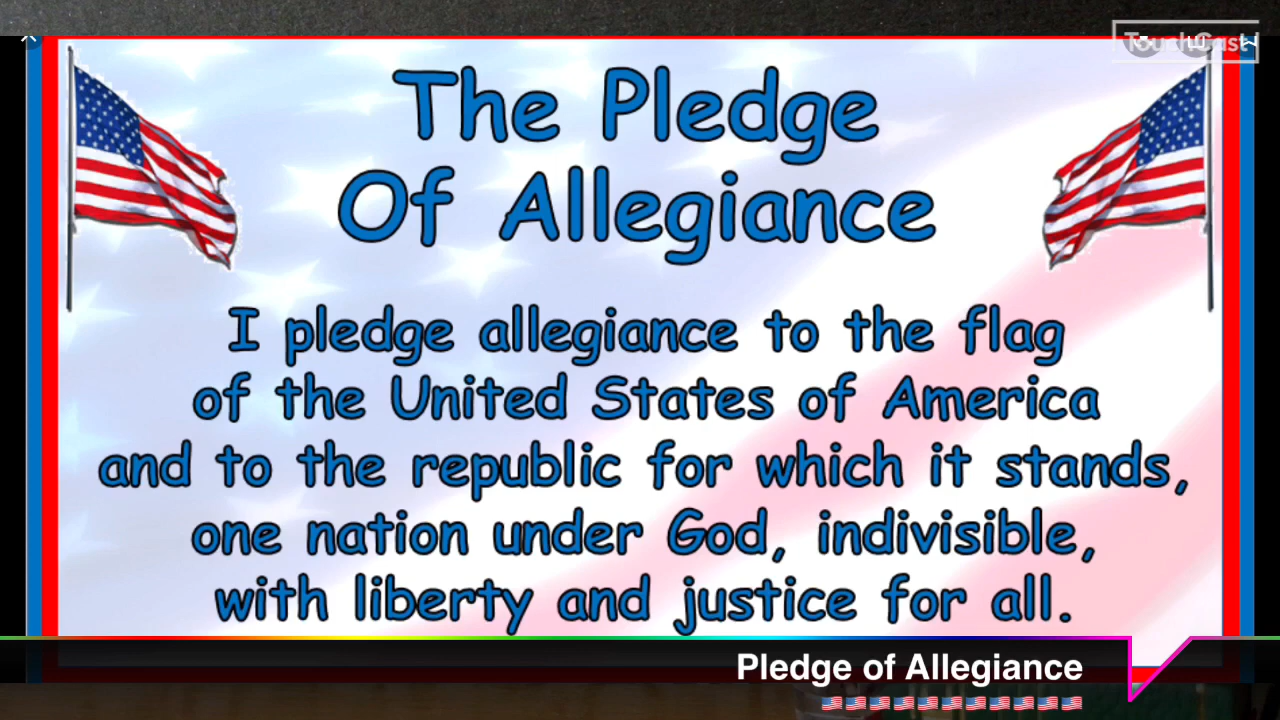 TouchCast
The Pledge
Of Allegiance
I pledge allegiance to the flag
of the United States of America
and to the republic for which it stands,
one nation under God, indivisible,
with liberty and justice for all.
Pledge of Allegiance
🇺🇸🇺🇸🇺🇸🇺🇸🇺🇸🇺🇸🇺🇸🇺🇸🇺🇸🇺🇸